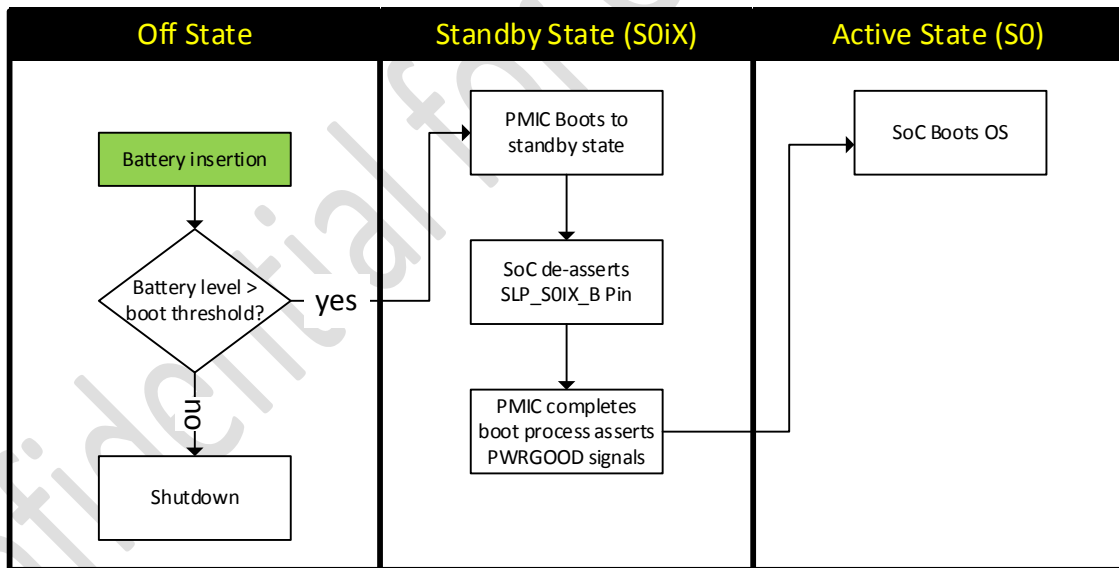 Off State
Standby State (S0iX)
Active State (S0)
Battery insertion
Battery level >
boot threshold?
yes
no
Shutdown
PMIC Boots to
standby state
SoC de-asserts
SLP_S0IX_B Pin
PMIC completes
boot process asserts
PWRGOOD signals
SoC Boots OS